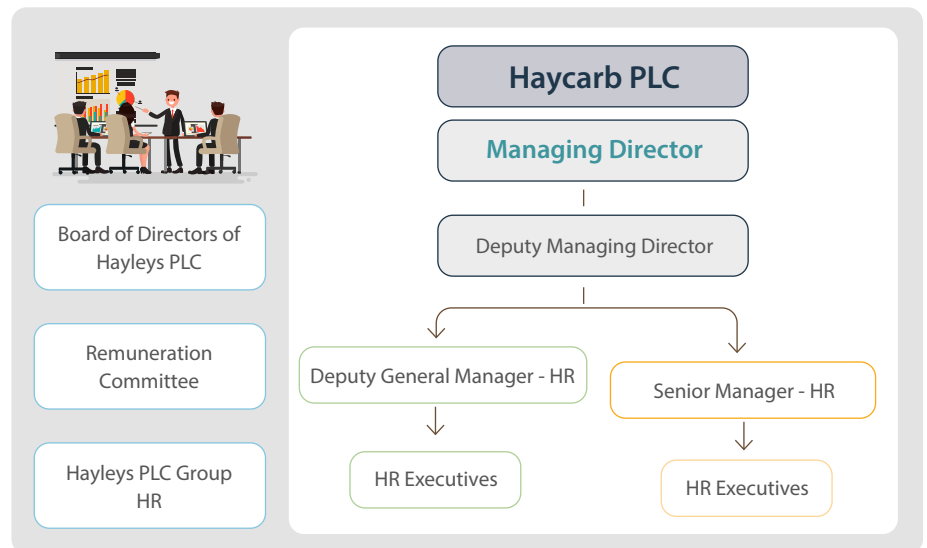 Board of Directors of
Hayleys PLC
Remuneration
Committee
Hayleys PLC Group
HR
Haycarb PLC
Managing Director
Deputy Managing Director
Deputy General Manager - HR
Senior Manager - HR
HR Executives
HR Executives